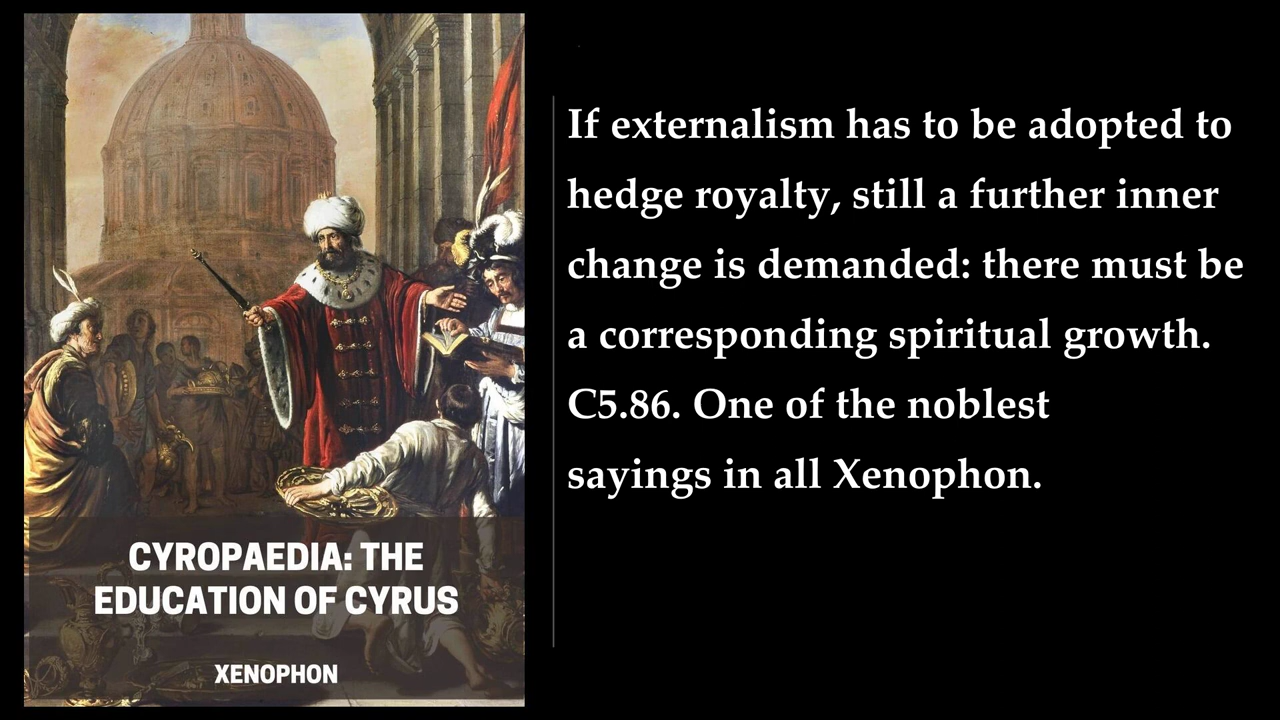 CYROPAEDIA: THE
EDUCATION OF CYRUS
XENOPHON
If externalism has to be adopted to
hedge royalty, still a further inner
change is demanded: there must be
a corresponding spiritual growth.
C5.86. One of the noblest
sayings in all Xenophon.